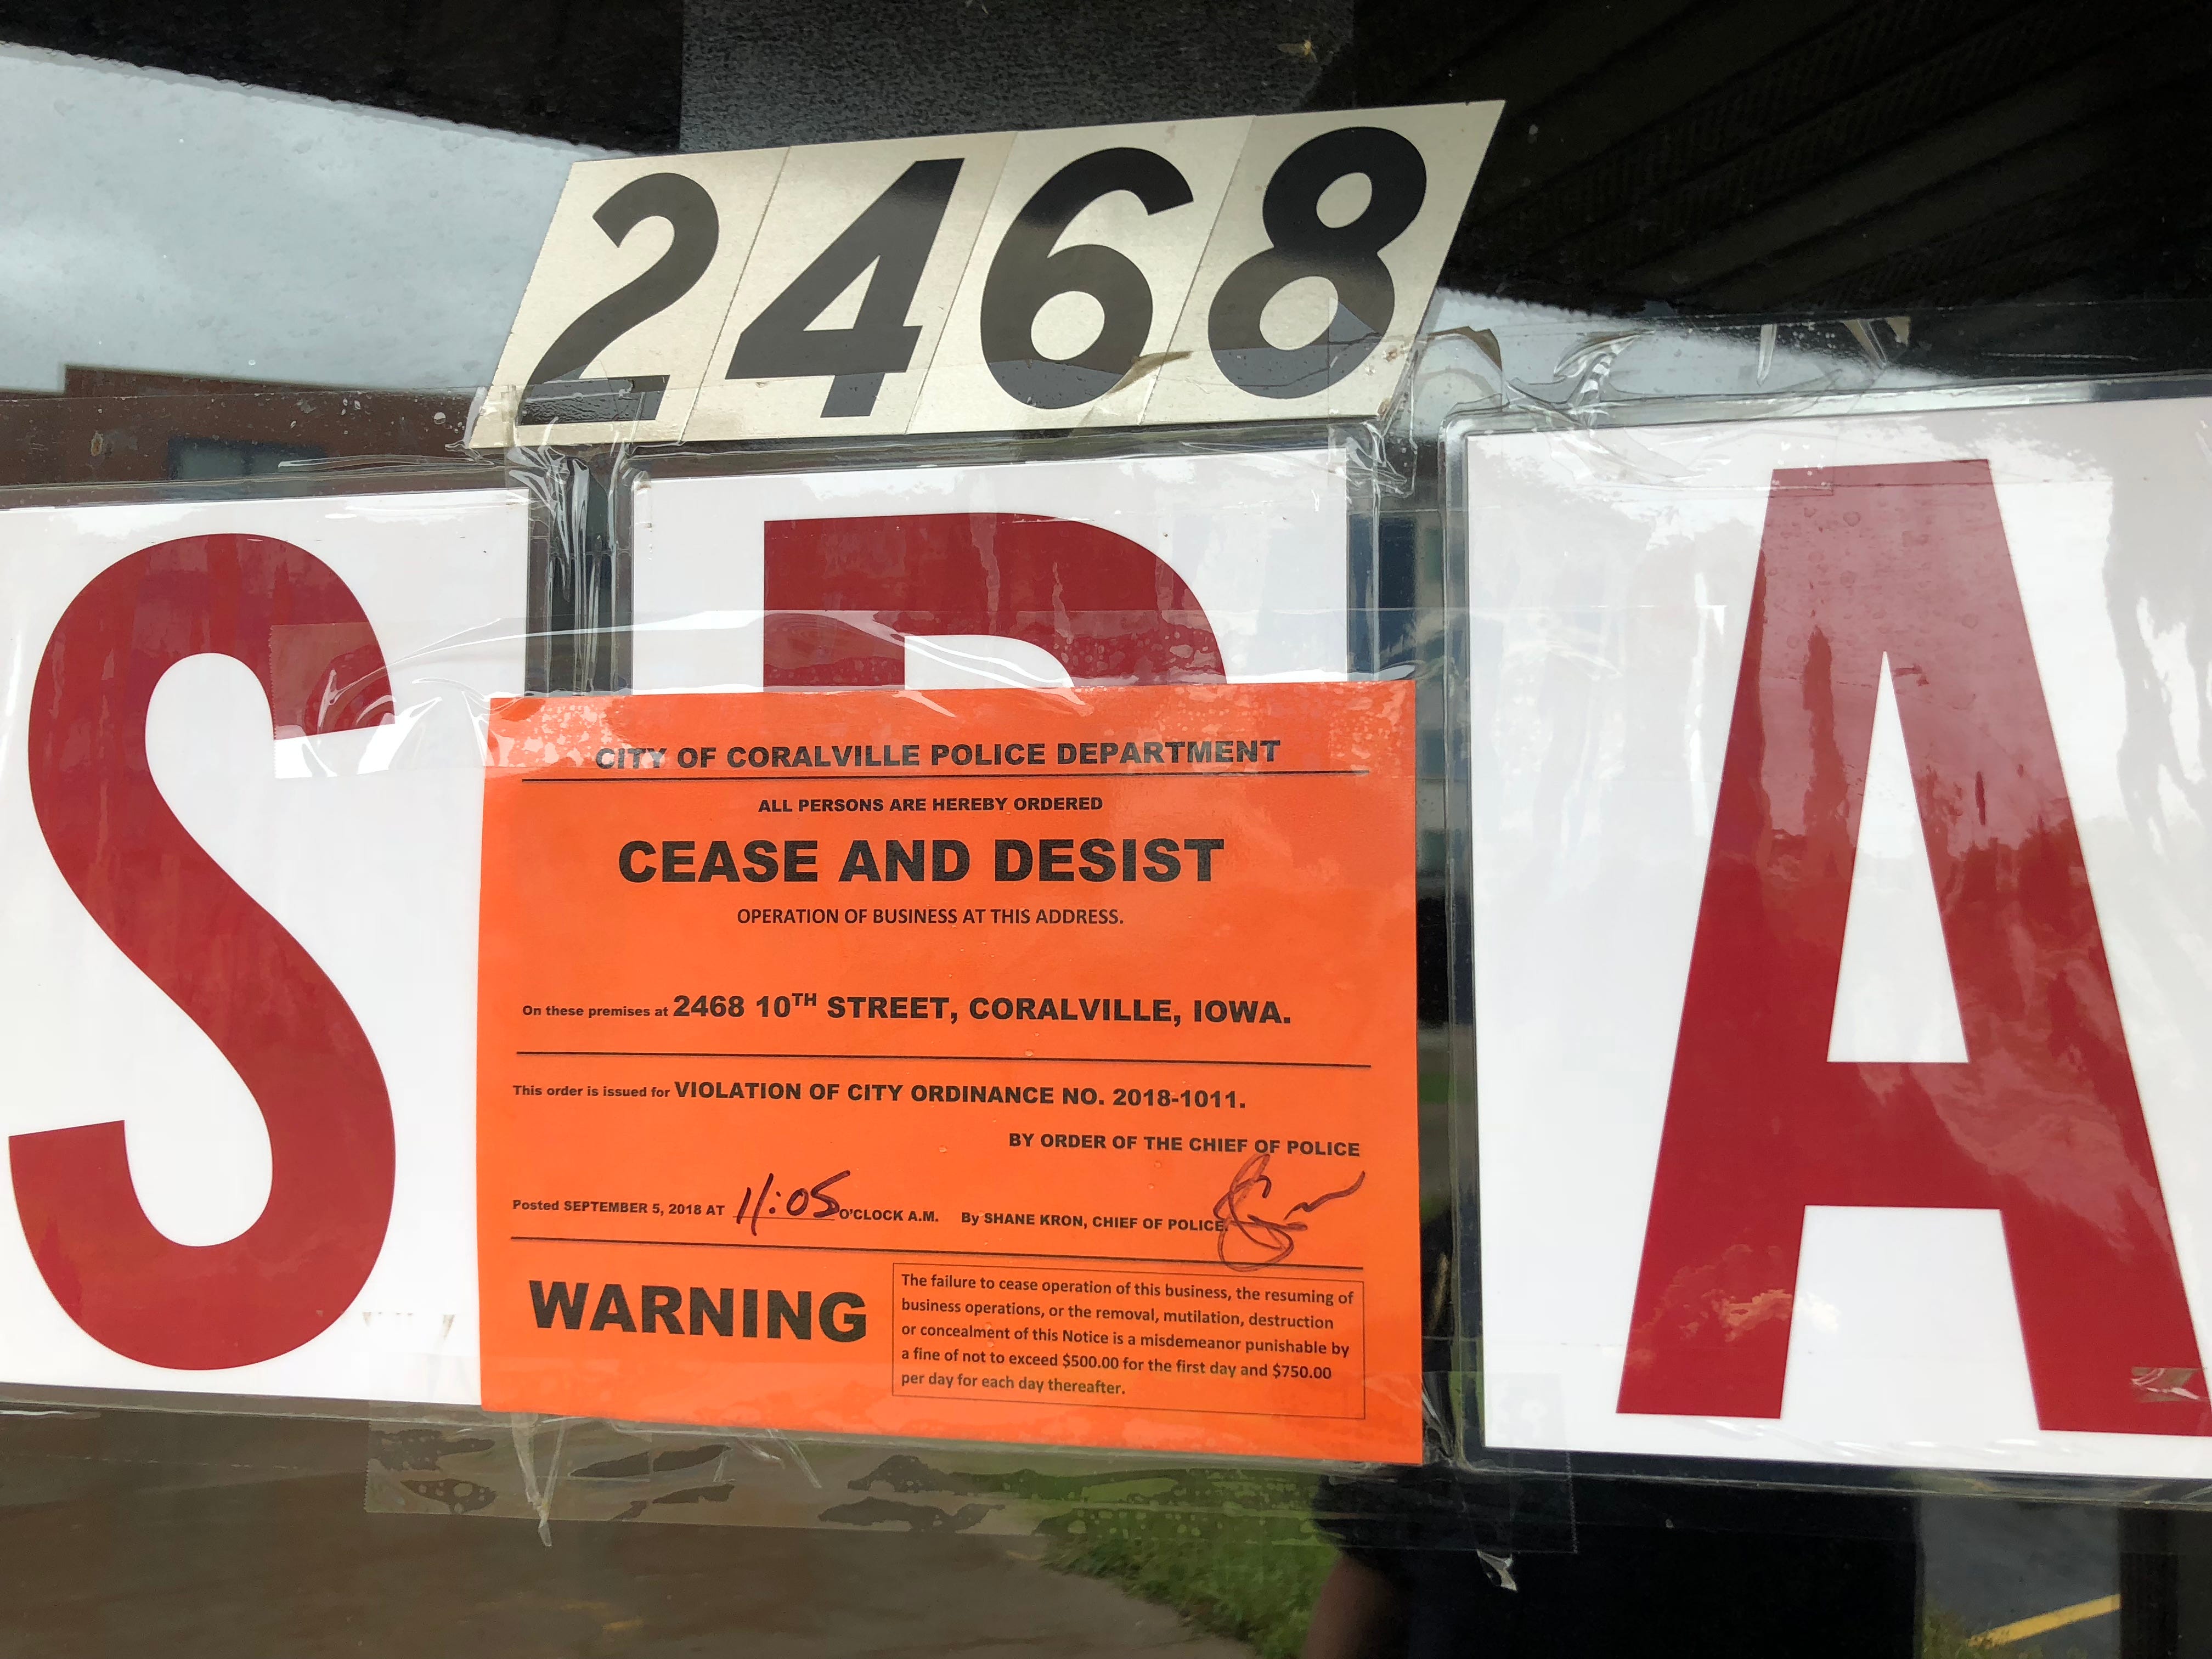 2468
S P A
CITY OF CORALVILLE POLICE DEPARTMENT
ALL PERSONS ARE HEREBY ORDERED
CEASE AND DESIST
OPERATION OF BUSINESS AT THIS ADDRESS.
On these premises at 2468 10TH STREET, CORALVILLE, IOWA.
This order is issued for VIOLATION OF CITY ORDINANCE NO. 2018-1011.
BY ORDER OF THE CHIEF OF POLICE
Posted SEPTEMBER 5, 2018 AT 11:05 O'CLOCK A.M. By SHANE KRON, CHIEF OF POLICE.
WARNING
The failure to cease operation of this business, the resuming of
business operations, or the removal, mutilation, destruction
or concealment of this Notice is a misdemeanor punishable by
a fine of not to exceed $500.00 for the first day and $750.00
per day for each day thereafter.